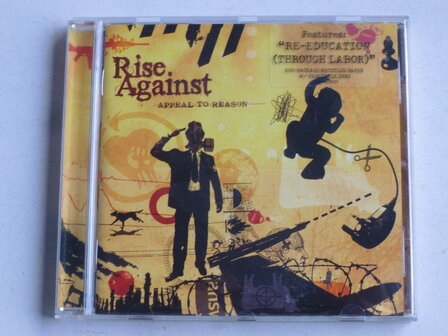 Rise
Against
APPEAL TO REASON
Features:
"RE-EDUCATION
(THROUGH LABOR)"